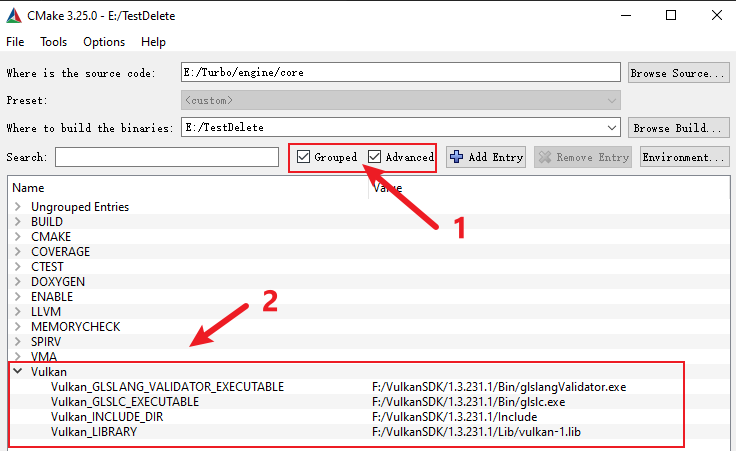 CMake 3.25.0 - E:/TestDelete
File Tools Options Help
Where is the source code: E:/Turbo/engine/core Browse Source...
Preset: <custom>
Where to build the binaries: E:/TestDelete Browse Build...
Search: Grouped Advanced Add Entry Remove Entry Environment...
Name Value
1
Ungrouped Entries
BUILD
CMAKE
COVERAGE
CTEST
DOXYGEN
ENABLE
2
LLVM
MEMORYCHECK
SPIRV
VMA
Vulkan
Vulkan_GLSLANG_VALIDATOR_EXECUTABLE F:/VulkanSDK/1.3.231.1/Bin/glslangValidator.exe
Vulkan_GLSLC_EXECUTABLE F:/VulkanSDK/1.3.231.1/Bin/glslc.exe
Vulkan_INCLUDE_DIR F:/VulkanSDK/1.3.231.1/Include
Vulkan_LIBRARY F:/VulkanSDK/1.3.231.1/Lib/vulkan-1.lib